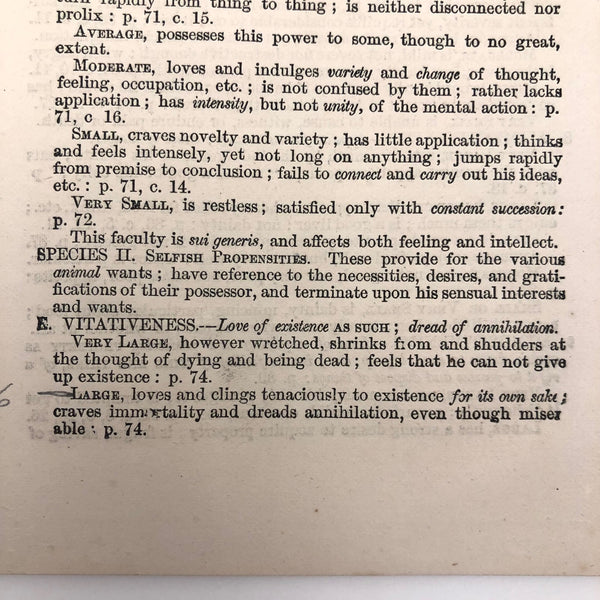 turn rapidly from thing to thing ; is neither disconnected nor
prolix : p. 71, c. 15.
AVERAGE, possesses this power to some, though to no great,
extent.
MODERATE, loves and indulges variety and change of thought,
feeling, occupation, etc. ; is not confused by them ; rather lacks
application ; has intensity, but not unity, of the mental action : p.
71, c 16.
SMALL, craves novelty and variety ; has little application ; thinks
and feels intensely, yet not long on anything ; jumps rapidly
from premise to conclusion ; fails to connect and carry out his ideas,
etc. : p. 71, c. 14.
VERY SMALL, is restless ; satisfied only with constant succession :
p. 72.
This faculty is sui generis, and affects both feeling and intellect.
SPECIES II. SELFISH PROPENSITIES. These provide for the various
animal wants ; have reference to the necessities, desires, and grati-
fications of their possessor, and terminate upon his sensual interests
and wants.
E. VITATIVENESS.--Love of existence AS SUCH ; dread of annihilation.
VERY LARGE, however wretched, shrinks from and shudders at
the thought of dying and being dead ; feels that he can not give
up existence : p. 74.
LARGE, loves and clings tenaciously to existence for its own sake ;
craves immortality and dreads annihilation, even though miser
able : p. 74.